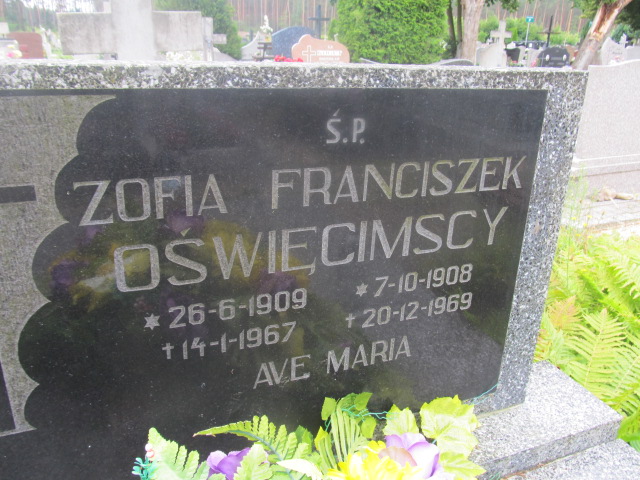 Ś.P.
ZOFIA FRANCISZEK
OŚWIĘCIMSCY
* 26-6-1909 * 7-10-1908
+ 14-1-1967 + 20-12-1969
AVE MARIA